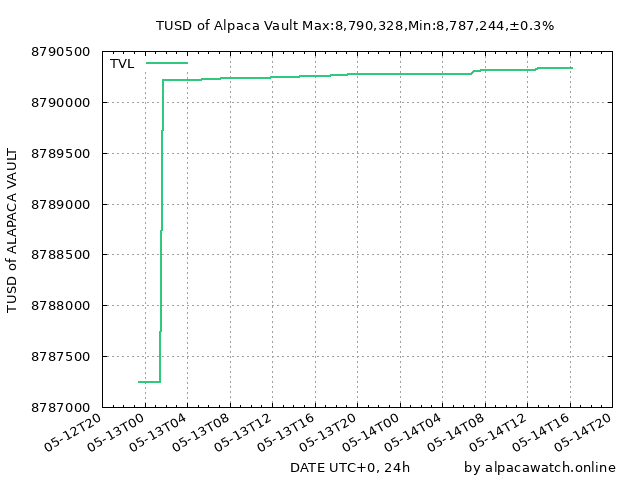 TUSD of Alpaca Vault Max:8,790,328,Min:8,787,244,±0.3%
TUSD of ALAPACA VAULT
TVL
8790500
8790000
8789500
8789000
8788500
8788000
8787500
8787000
05-12T20
05-13T00
05-13T04
05-13T08
05-13T12
05-13T16
05-13T20
05-14T00
05-14T04
05-14T08
05-14T12
05-14T16
05-14T20
DATE UTC+0, 24h
by alpacawatch.online